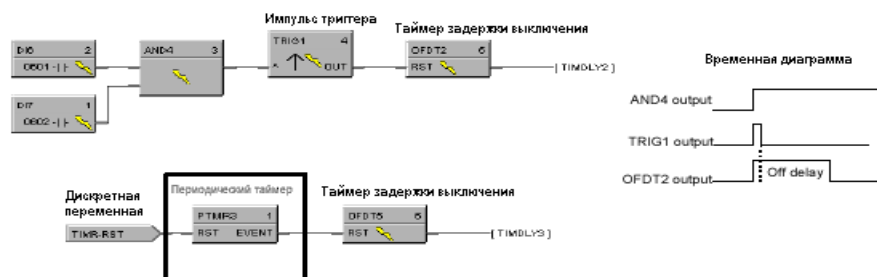 Импульс триггера
Таймер задержки выключения
DI6 2
0601 -| |-
AND4 3
TRIG1 4
OUT
OFDT2 5
RST
[ TIMDLY2 ]
DI7 1
0602 -| |-
Временная диаграмма
AND4 output
TRIG1 output
OFDT2 output
Off delay
Дискретная
переменная
Периодический таймер
Таймер задержки выключения
TIMR-RST
PTMR3 1
RST EVENT
OFDT5 6
RST
[ TIMDLY3 ]